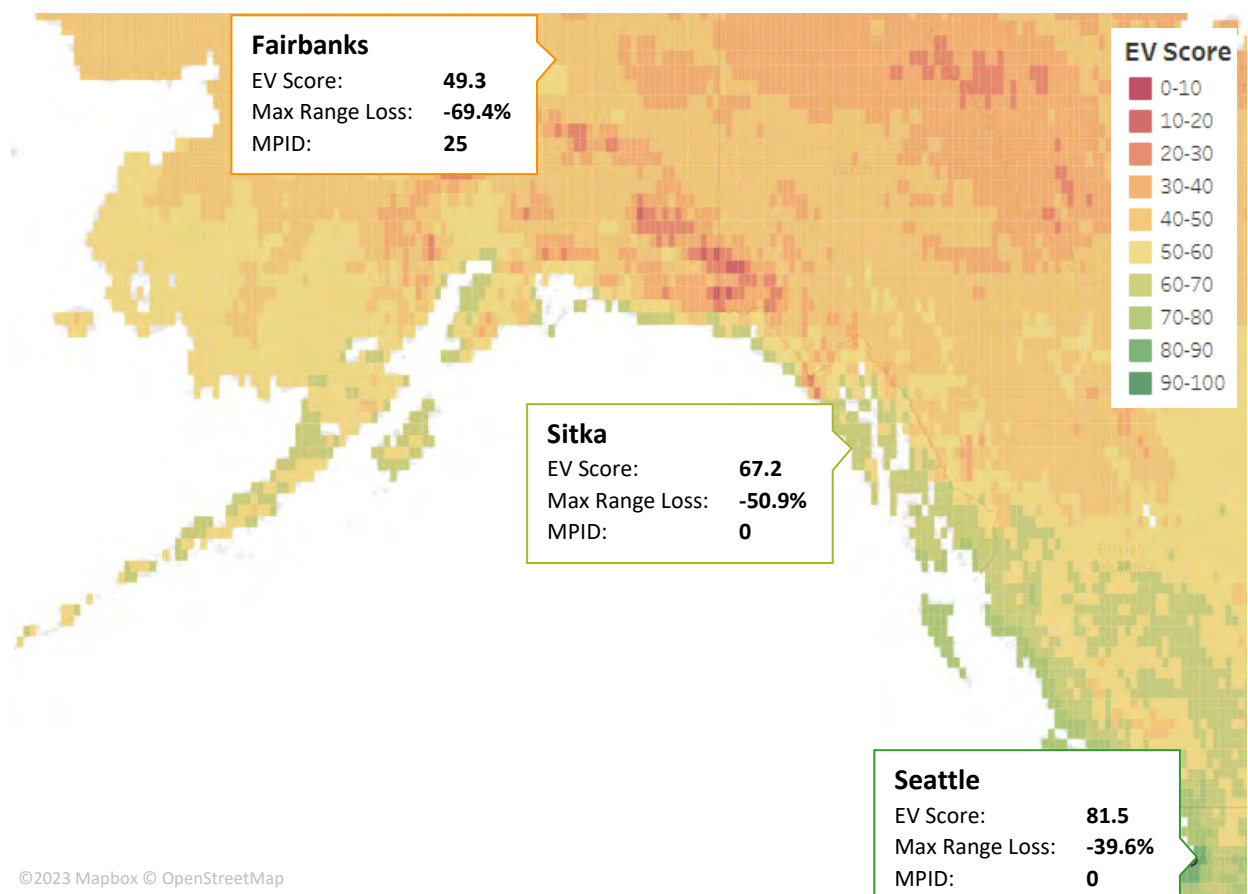 Fairbanks
EV Score: 49.3
Max Range Loss: -69.4%
MPID: 25
EV Score
0-10
10-20
20-30
30-40
40-50
50-60
60-70
70-80
80-90
90-100
Sitka
EV Score: 67.2
Max Range Loss: -50.9%
MPID: 0
British
Columbia
Seattle
EV Score: 81.5
Max Range Loss: -39.6%
MPID: 0
©2023 Mapbox © OpenStreetMap